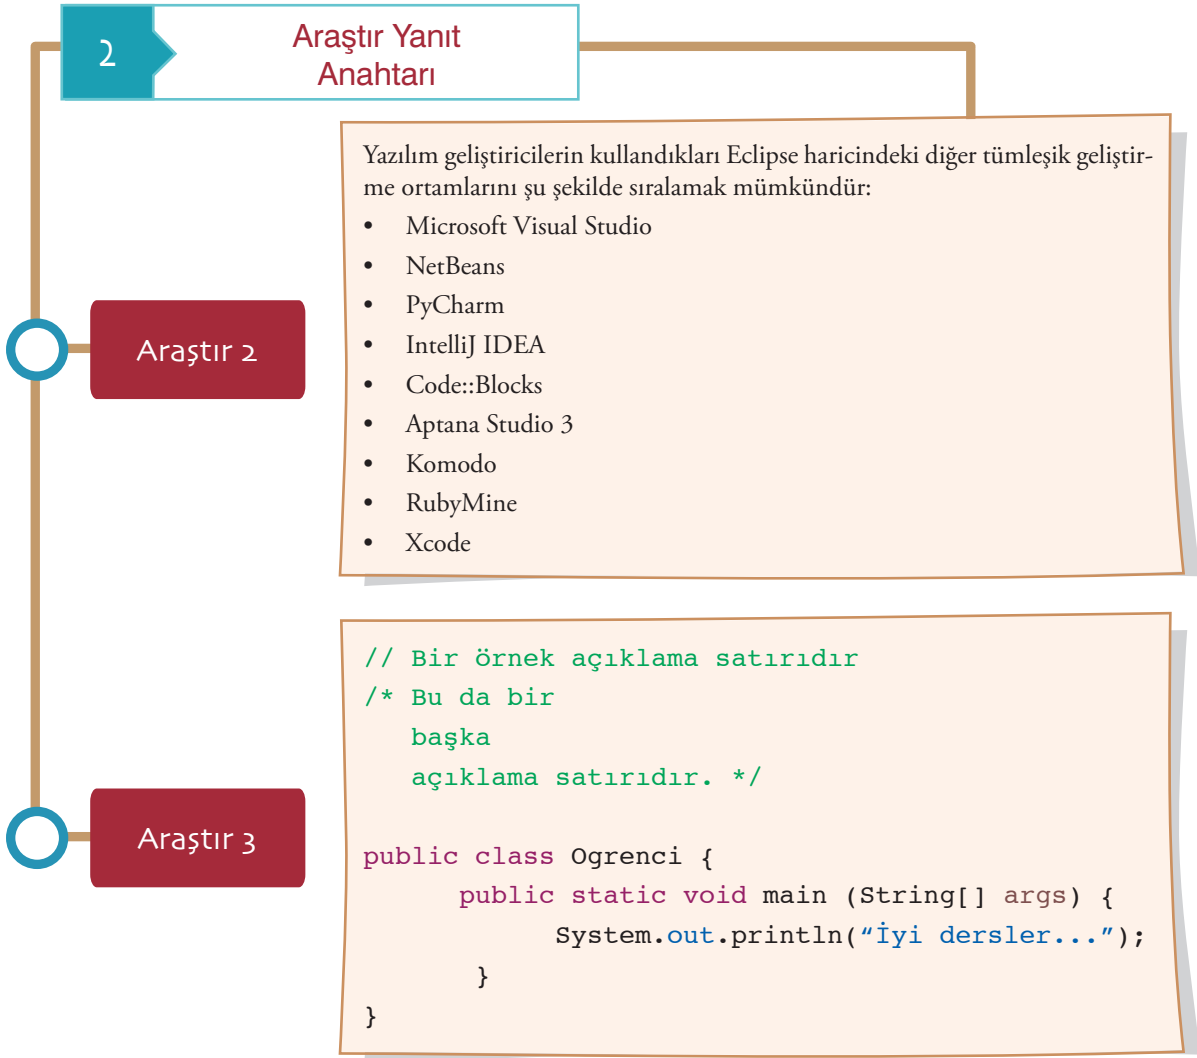 2
Araştır Yanıt
Anahtarı
Yazılım geliştiricilerin kullandıkları Eclipse haricindeki diğer tümleşik geliştir-
me ortamlarını şu şekilde sıralamak mümkündür:
• Microsoft Visual Studio
• NetBeans
• PyCharm
• IntelliJ IDEA
• Code::Blocks
• Aptana Studio 3
• Komodo
• RubyMine
• Xcode
Araştır 2
// Bir örnek açıklama satırıdır
/* Bu da bir
   başka
   açıklama satırıdır. */
Araştır 3
public class Ogrenci {
      public static void main (String[] args) {
            System.out.println(“İyi dersler...”);
       }
}